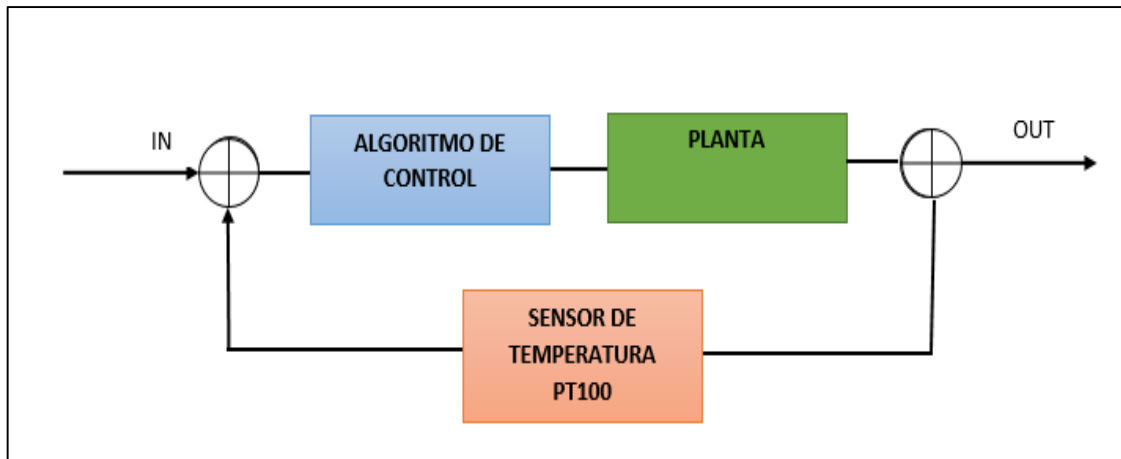 IN
ALGORITMO DE
CONTROL
PLANTA
OUT
SENSOR DE
TEMPERATURA
PT100